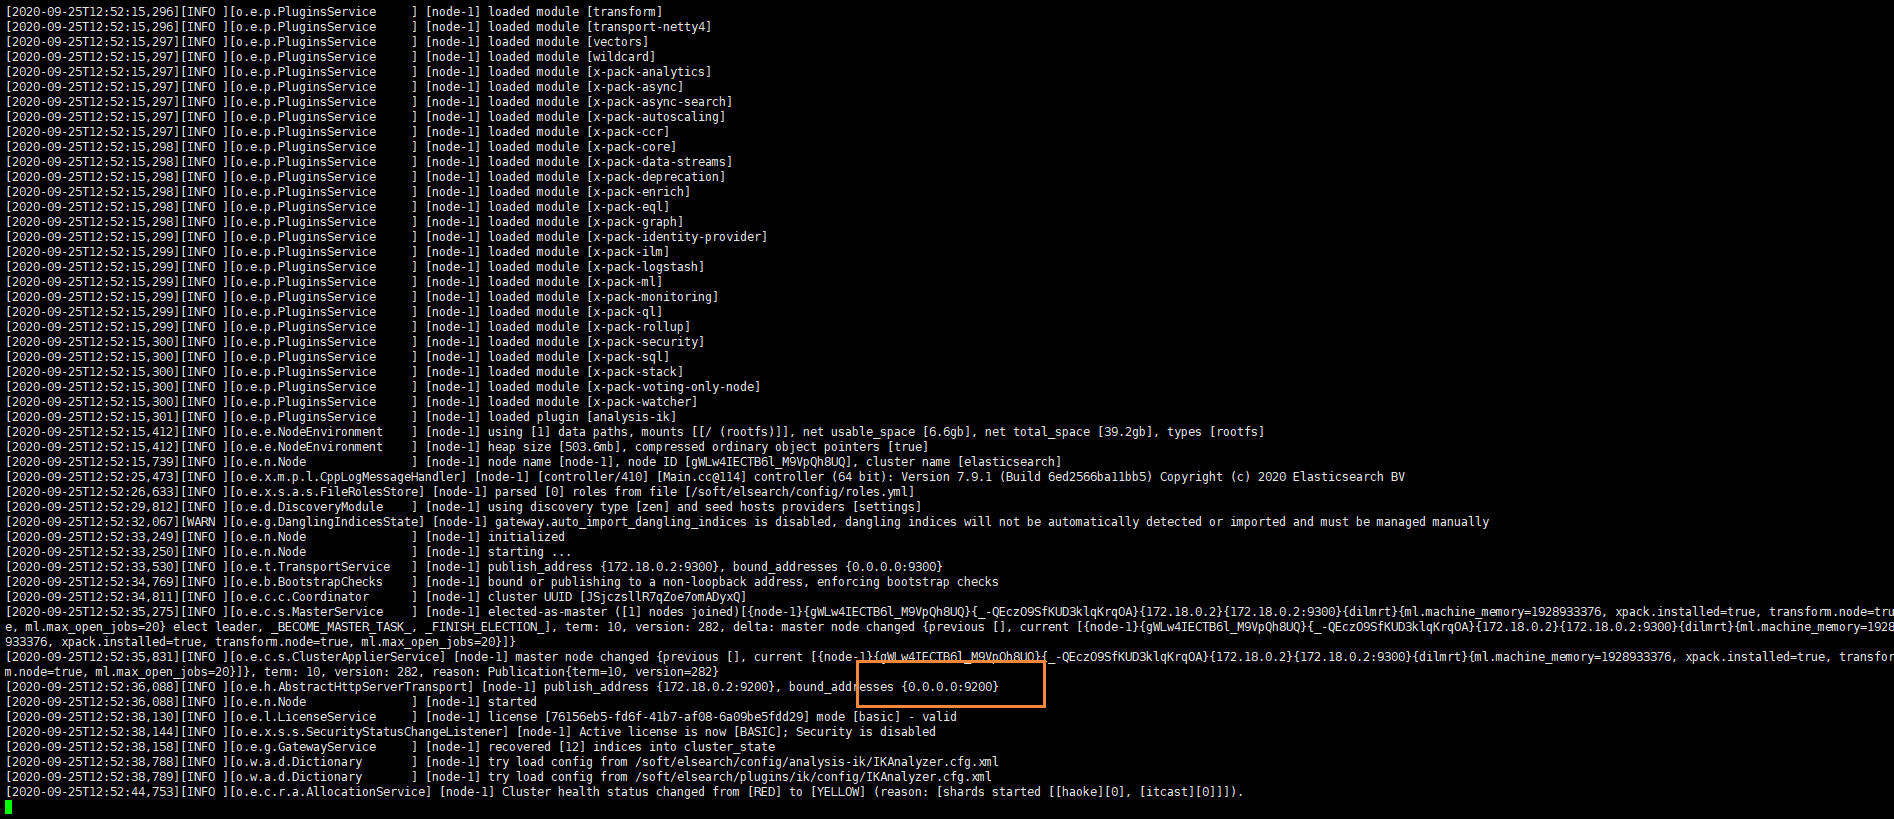 [2020-09-25T12:52:15,296][INFO ][o.e.p.PluginsService     ] [node-1] loaded module [transform]
[2020-09-25T12:52:15,296][INFO ][o.e.p.PluginsService     ] [node-1] loaded module [transport-netty4]
[2020-09-25T12:52:15,297][INFO ][o.e.p.PluginsService     ] [node-1] loaded module [vectors]
[2020-09-25T12:52:15,297][INFO ][o.e.p.PluginsService     ] [node-1] loaded module [wildcard]
[2020-09-25T12:52:15,297][INFO ][o.e.p.PluginsService     ] [node-1] loaded module [x-pack-analytics]
[2020-09-25T12:52:15,297][INFO ][o.e.p.PluginsService     ] [node-1] loaded module [x-pack-async]
[2020-09-25T12:52:15,297][INFO ][o.e.p.PluginsService     ] [node-1] loaded module [x-pack-async-search]
[2020-09-25T12:52:15,297][INFO ][o.e.p.PluginsService     ] [node-1] loaded module [x-pack-autoscaling]
[2020-09-25T12:52:15,297][INFO ][o.e.p.PluginsService     ] [node-1] loaded module [x-pack-ccr]
[2020-09-25T12:52:15,298][INFO ][o.e.p.PluginsService     ] [node-1] loaded module [x-pack-core]
[2020-09-25T12:52:15,298][INFO ][o.e.p.PluginsService     ] [node-1] loaded module [x-pack-data-streams]
[2020-09-25T12:52:15,298][INFO ][o.e.p.PluginsService     ] [node-1] loaded module [x-pack-deprecation]
[2020-09-25T12:52:15,298][INFO ][o.e.p.PluginsService     ] [node-1] loaded module [x-pack-enrich]
[2020-09-25T12:52:15,298][INFO ][o.e.p.PluginsService     ] [node-1] loaded module [x-pack-eql]
[2020-09-25T12:52:15,298][INFO ][o.e.p.PluginsService     ] [node-1] loaded module [x-pack-graph]
[2020-09-25T12:52:15,299][INFO ][o.e.p.PluginsService     ] [node-1] loaded module [x-pack-identity-provider]
[2020-09-25T12:52:15,299][INFO ][o.e.p.PluginsService     ] [node-1] loaded module [x-pack-ilm]
[2020-09-25T12:52:15,299][INFO ][o.e.p.PluginsService     ] [node-1] loaded module [x-pack-logstash]
[2020-09-25T12:52:15,299][INFO ][o.e.p.PluginsService     ] [node-1] loaded module [x-pack-ml]
[2020-09-25T12:52:15,299][INFO ][o.e.p.PluginsService     ] [node-1] loaded module [x-pack-monitoring]
[2020-09-25T12:52:15,299][INFO ][o.e.p.PluginsService     ] [node-1] loaded module [x-pack-ql]
[2020-09-25T12:52:15,299][INFO ][o.e.p.PluginsService     ] [node-1] loaded module [x-pack-rollup]
[2020-09-25T12:52:15,300][INFO ][o.e.p.PluginsService     ] [node-1] loaded module [x-pack-security]
[2020-09-25T12:52:15,300][INFO ][o.e.p.PluginsService     ] [node-1] loaded module [x-pack-sql]
[2020-09-25T12:52:15,300][INFO ][o.e.p.PluginsService     ] [node-1] loaded module [x-pack-stack]
[2020-09-25T12:52:15,300][INFO ][o.e.p.PluginsService     ] [node-1] loaded module [x-pack-voting-only-node]
[2020-09-25T12:52:15,300][INFO ][o.e.p.PluginsService     ] [node-1] loaded module [x-pack-watcher]
[2020-09-25T12:52:15,301][INFO ][o.e.p.PluginsService     ] [node-1] loaded plugin [analysis-ik]
[2020-09-25T12:52:15,412][INFO ][o.e.e.NodeEnvironment    ] [node-1] using [1] data paths, mounts [[/ (rootfs)]], net usable_space [6.6gb], net total_space [39.2gb], types [rootfs]
[2020-09-25T12:52:15,412][INFO ][o.e.e.NodeEnvironment    ] [node-1] heap size [503.6mb], compressed ordinary object pointers [true]
[2020-09-25T12:52:15,739][INFO ][o.e.n.Node               ] [node-1] node name [node-1], node ID [gWLw4IECTB6l_M9VpQh8UQ], cluster name [elasticsearch]
[2020-09-25T12:52:25,473][INFO ][o.e.x.m.p.l.CppLogMessageHandler] [node-1] [controller/410] [Main.cc@114] controller (64 bit): Version 7.9.1 (Build 6ed2566ba11bb5) Copyright (c) 2020 Elasticsearch BV
[2020-09-25T12:52:26,633][INFO ][o.e.x.s.a.s.FileRolesStore] [node-1] parsed [0] roles from file [/soft/elsearch/config/roles.yml]
[2020-09-25T12:52:29,812][INFO ][o.e.d.DiscoveryModule    ] [node-1] using discovery type [zen] and seed hosts providers [settings]
[2020-09-25T12:52:32,067][WARN ][o.e.g.DanglingIndicesState] [node-1] gateway.auto_import_dangling_indices is disabled, dangling indices will not be automatically detected or imported and must be managed manually
[2020-09-25T12:52:33,249][INFO ][o.e.n.Node               ] [node-1] initialized
[2020-09-25T12:52:33,250][INFO ][o.e.n.Node               ] [node-1] starting ...
[2020-09-25T12:52:33,530][INFO ][o.e.t.TransportService   ] [node-1] publish_address {172.18.0.2:9300}, bound_addresses {0.0.0.0:9300}
[2020-09-25T12:52:34,769][INFO ][o.e.b.BootstrapChecks    ] [node-1] bound or publishing to a non-loopback address, enforcing bootstrap checks
[2020-09-25T12:52:34,811][INFO ][o.e.c.c.Coordinator      ] [node-1] cluster UUID [JSjczsllR7qZoe7omADyxQ]
[2020-09-25T12:52:35,275][INFO ][o.e.c.s.MasterService    ] [node-1] elected-as-master ([1] nodes joined)[{node-1}{gWLw4IECTB6l_M9VpQh8UQ}{_-QEczO9SfKUD3klqKrqOA}{172.18.0.2}{172.18.0.2:9300}{dilmrt}{ml.machine_memory=1928933376, xpack.installed=true, transform.node=tru
e, ml.max_open_jobs=20} elect leader, _BECOME_MASTER_TASK_, _FINISH_ELECTION_], term: 10, version: 282, delta: master node changed {previous [], current [{node-1}{gWLw4IECTB6l_M9VpQh8UQ}{_-QEczO9SfKUD3klqKrqOA}{172.18.0.2}{172.18.0.2:9300}{dilmrt}{ml.machine_memory=1928
933376, xpack.installed=true, transform.node=true, ml.max_open_jobs=20}]}
[2020-09-25T12:52:35,831][INFO ][o.e.c.s.ClusterApplierService] [node-1] master node changed {previous [], current [{node-1}{gWLw4IECTB6l_M9VpQh8UQ}{_-QEczO9SfKUD3klqKrqOA}{172.18.0.2}{172.18.0.2:9300}{dilmrt}{ml.machine_memory=1928933376, xpack.installed=true, transfor
m.node=true, ml.max_open_jobs=20}]}, term: 10, version: 282, reason: Publication{term=10, version=282}
[2020-09-25T12:52:36,088][INFO ][o.e.h.AbstractHttpServerTransport] [node-1] publish_address {172.18.0.2:9200}, bound_addresses {0.0.0.0:9200}
[2020-09-25T12:52:36,088][INFO ][o.e.n.Node               ] [node-1] started
[2020-09-25T12:52:38,130][INFO ][o.e.l.LicenseService     ] [node-1] license [76156eb5-fd6f-41b7-af08-6a09be5fdd29] mode [basic] - valid
[2020-09-25T12:52:38,144][INFO ][o.e.x.s.s.SecurityStatusChangeListener] [node-1] Active license is now [BASIC]; Security is disabled
[2020-09-25T12:52:38,158][INFO ][o.e.g.GatewayService     ] [node-1] recovered [12] indices into cluster_state
[2020-09-25T12:52:38,788][INFO ][o.w.a.d.Dictionary       ] [node-1] try load config from /soft/elsearch/config/analysis-ik/IKAnalyzer.cfg.xml
[2020-09-25T12:52:38,789][INFO ][o.w.a.d.Dictionary       ] [node-1] try load config from /soft/elsearch/plugins/ik/config/IKAnalyzer.cfg.xml
[2020-09-25T12:52:44,753][INFO ][o.e.c.r.a.AllocationService] [node-1] Cluster health status changed from [RED] to [YELLOW] (reason: [shards started [[haoke][0], [itcast][0]]]).